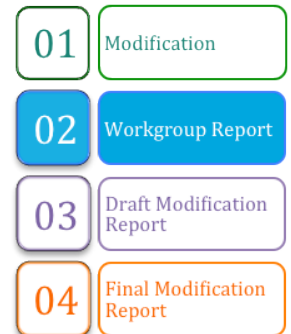 01 Modification
02 Workgroup Report
03 Draft Modification
Report
04 Final Modification
Report